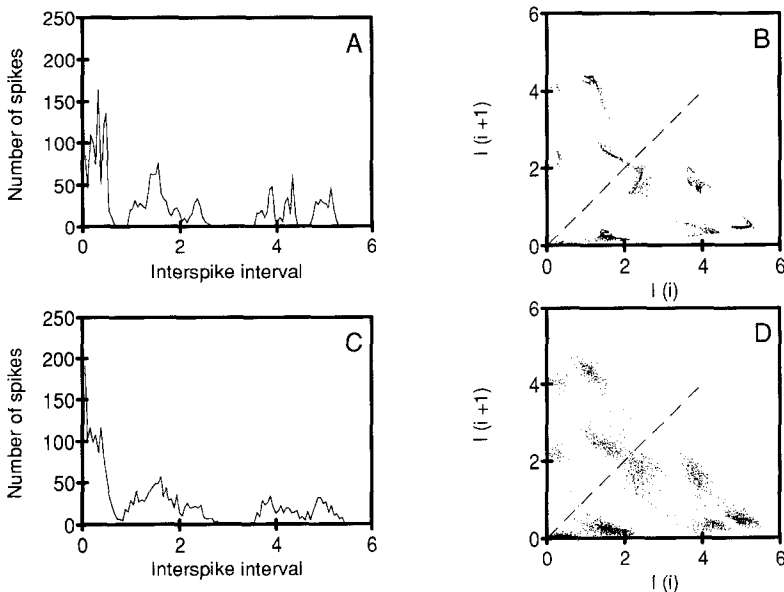 A
Number of spikes
250
200
150
100
50
0
0 2 4 6
Interspike interval
B
I (i +1)
6
4
2
0
0 2 4 6
I (i)
C
Number of spikes
250
200
150
100
50
0
0 2 4 6
Interspike interval
D
I (i +1)
6
4
2
0
0 2 4 6
I (i)